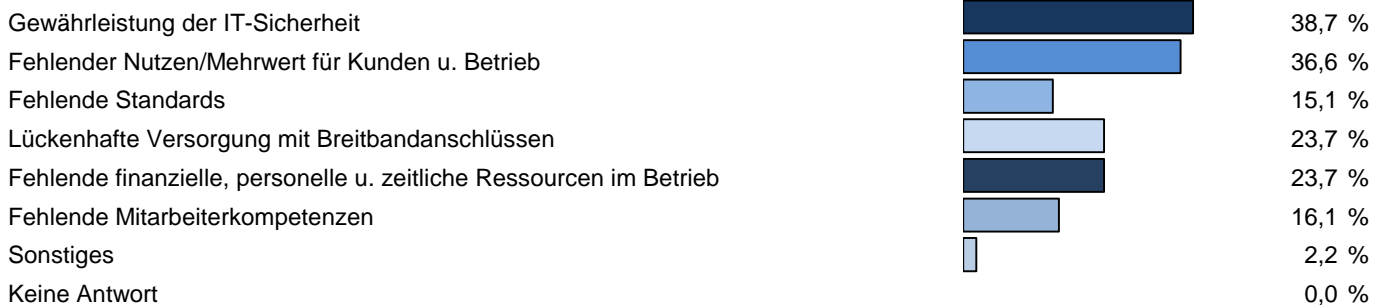 Gewährleistung der IT-Sicherheit 38,7 %
Fehlender Nutzen/Mehrwert für Kunden u. Betrieb 36,6 %
Fehlende Standards 15,1 %
Lückenhafte Versorgung mit Breitbandanschlüssen 23,7 %
Fehlende finanzielle, personelle u. zeitliche Ressourcen im Betrieb 23,7 %
Fehlende Mitarbeiterkompetenzen 16,1 %
Sonstiges 2,2 %
Keine Antwort 0,0 %